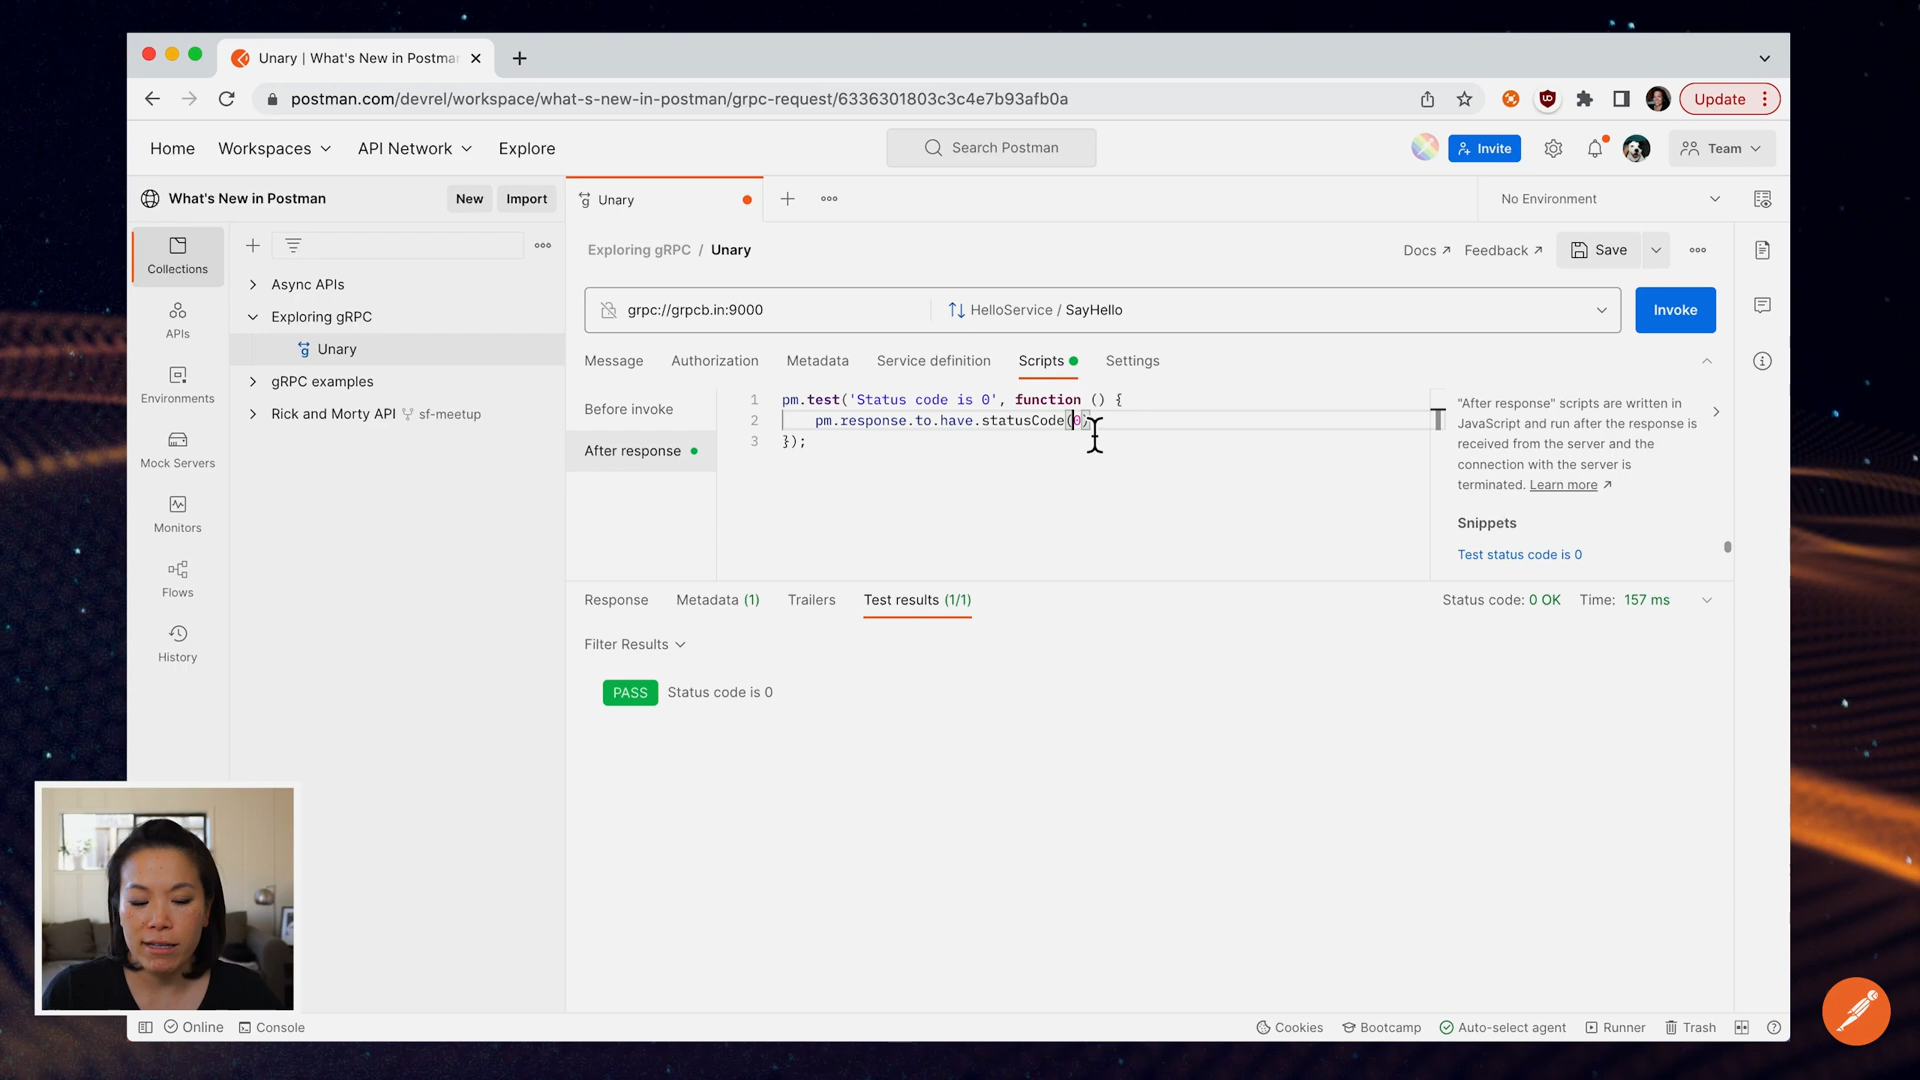 Unary | What's New in Postman
postman.com/devrel/workspace/what-s-new-in-postman/grpc-request/6336301803c3c4e7b93afb0a
Update
Home
Workspaces
API Network
Explore
Search Postman
Invite
Team
What's New in Postman
New
Import
Unary
No Environment
Collections
APIs
Environments
Mock Servers
Monitors
Flows
History
Async APIs
Exploring gRPC
Unary
gRPC examples
Rick and Morty API
sf-meetup
Exploring gRPC / Unary
Docs
Feedback
Save
grpc://grpcb.in:9000
HelloService / SayHello
Invoke
Message
Authorization
Metadata
Service definition
Scripts
Settings
Before invoke
After response
1 pm.test('Status code is 0', function () {
2 pm.response.to.have.statusCode(0)
3 });
"After response" scripts are written in
JavaScript and run after the response is
received from the server and the
connection with the server is
terminated. Learn more
Snippets
Test status code is 0
Response
Metadata (1)
Trailers
Test results (1/1)
Status code: 0 OK
Time: 157 ms
Filter Results
PASS Status code is 0
Online
Console
Cookies
Bootcamp
Auto-select agent
Runner
Trash